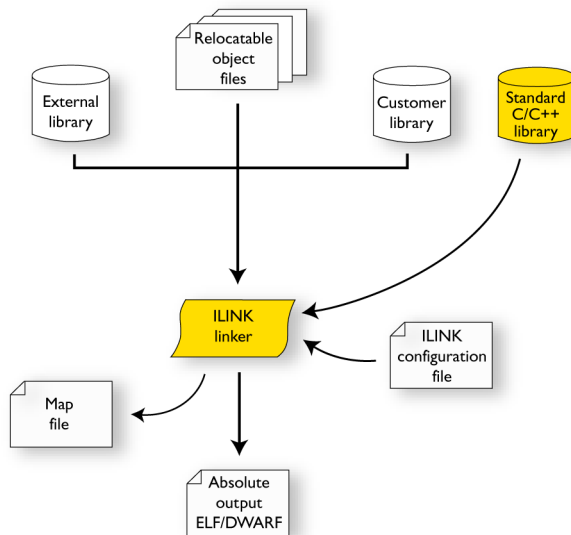 Relocatable
object
files
External
library
Customer
library
Standard
C/C++
library
ILINK
linker
ILINK
configuration
file
Map
file
Absolute
output
ELF/DWARF